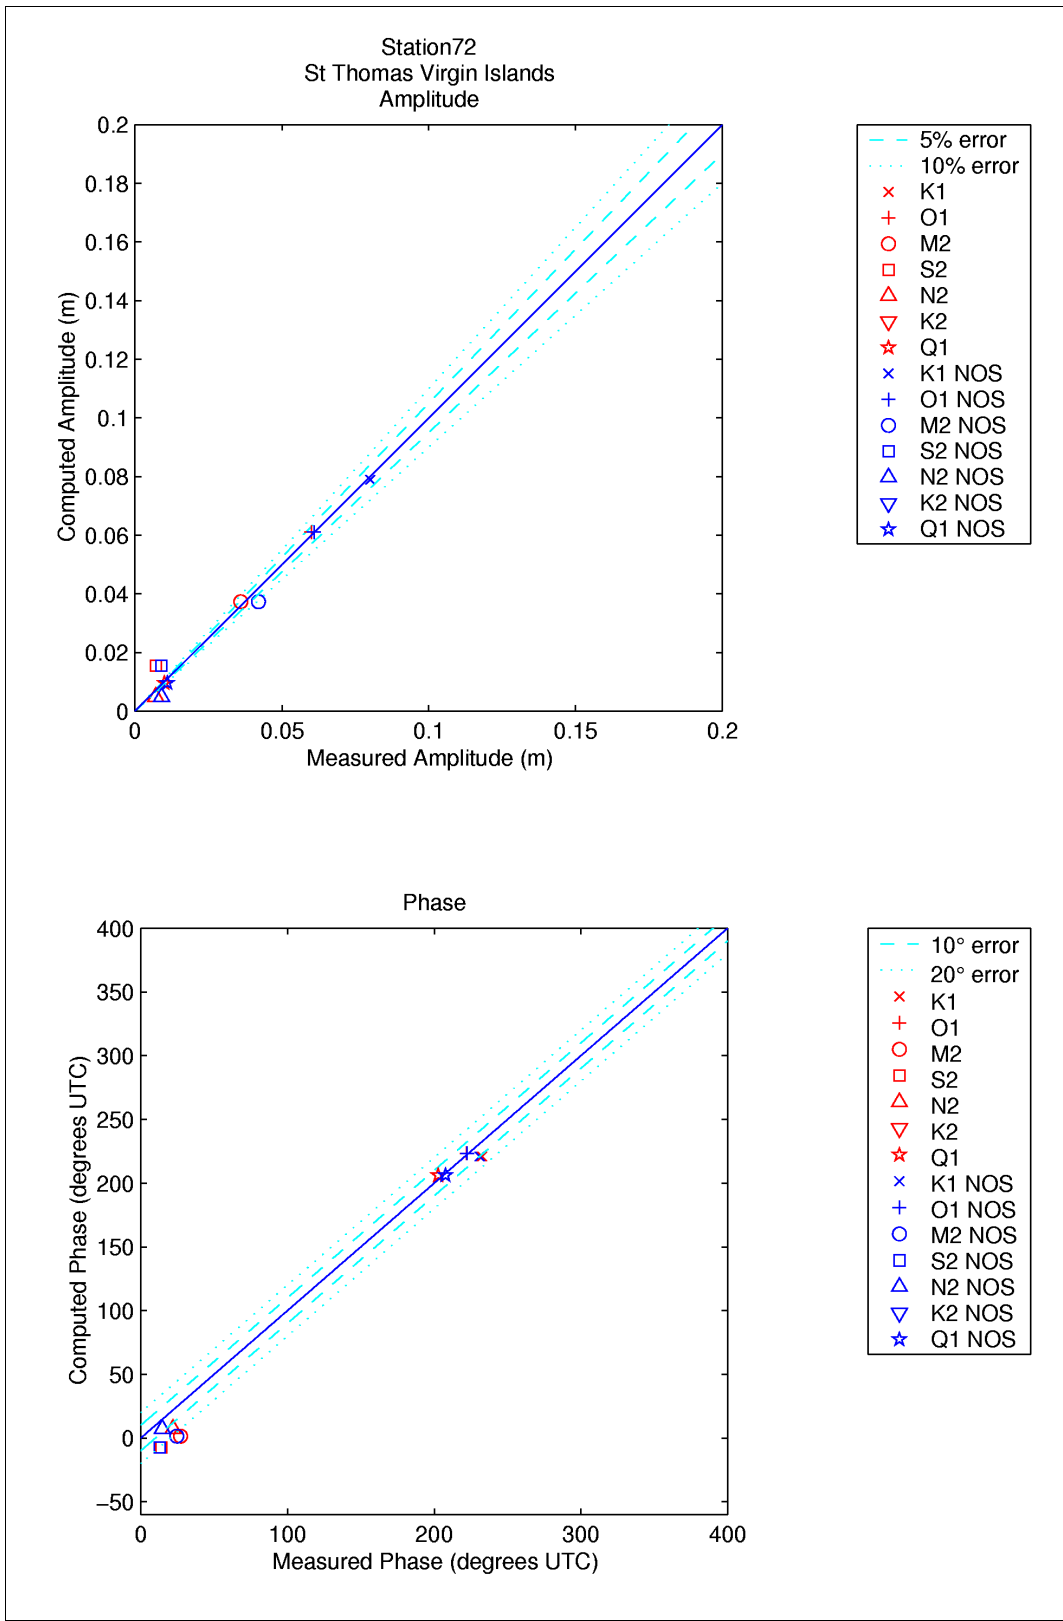 Station72
St Thomas Virgin Islands
Amplitude
0.2
0.18
0.16
0.14
0.12
0.1
0.08
0.06
0.04
0.02
0
Computed Amplitude (m)
0 0.05 0.1 0.15 0.2
Measured Amplitude (m)
5% error
10% error
K1
O1
M2
S2
N2
K2
Q1
K1 NOS
O1 NOS
M2 NOS
S2 NOS
N2 NOS
K2 NOS
Q1 NOS
Phase
400
350
300
250
200
150
100
50
0
−50
Computed Phase (degrees UTC)
0 100 200 300 400
Measured Phase (degrees UTC)
10° error
20° error
K1
O1
M2
S2
N2
K2
Q1
K1 NOS
O1 NOS
M2 NOS
S2 NOS
N2 NOS
K2 NOS
Q1 NOS